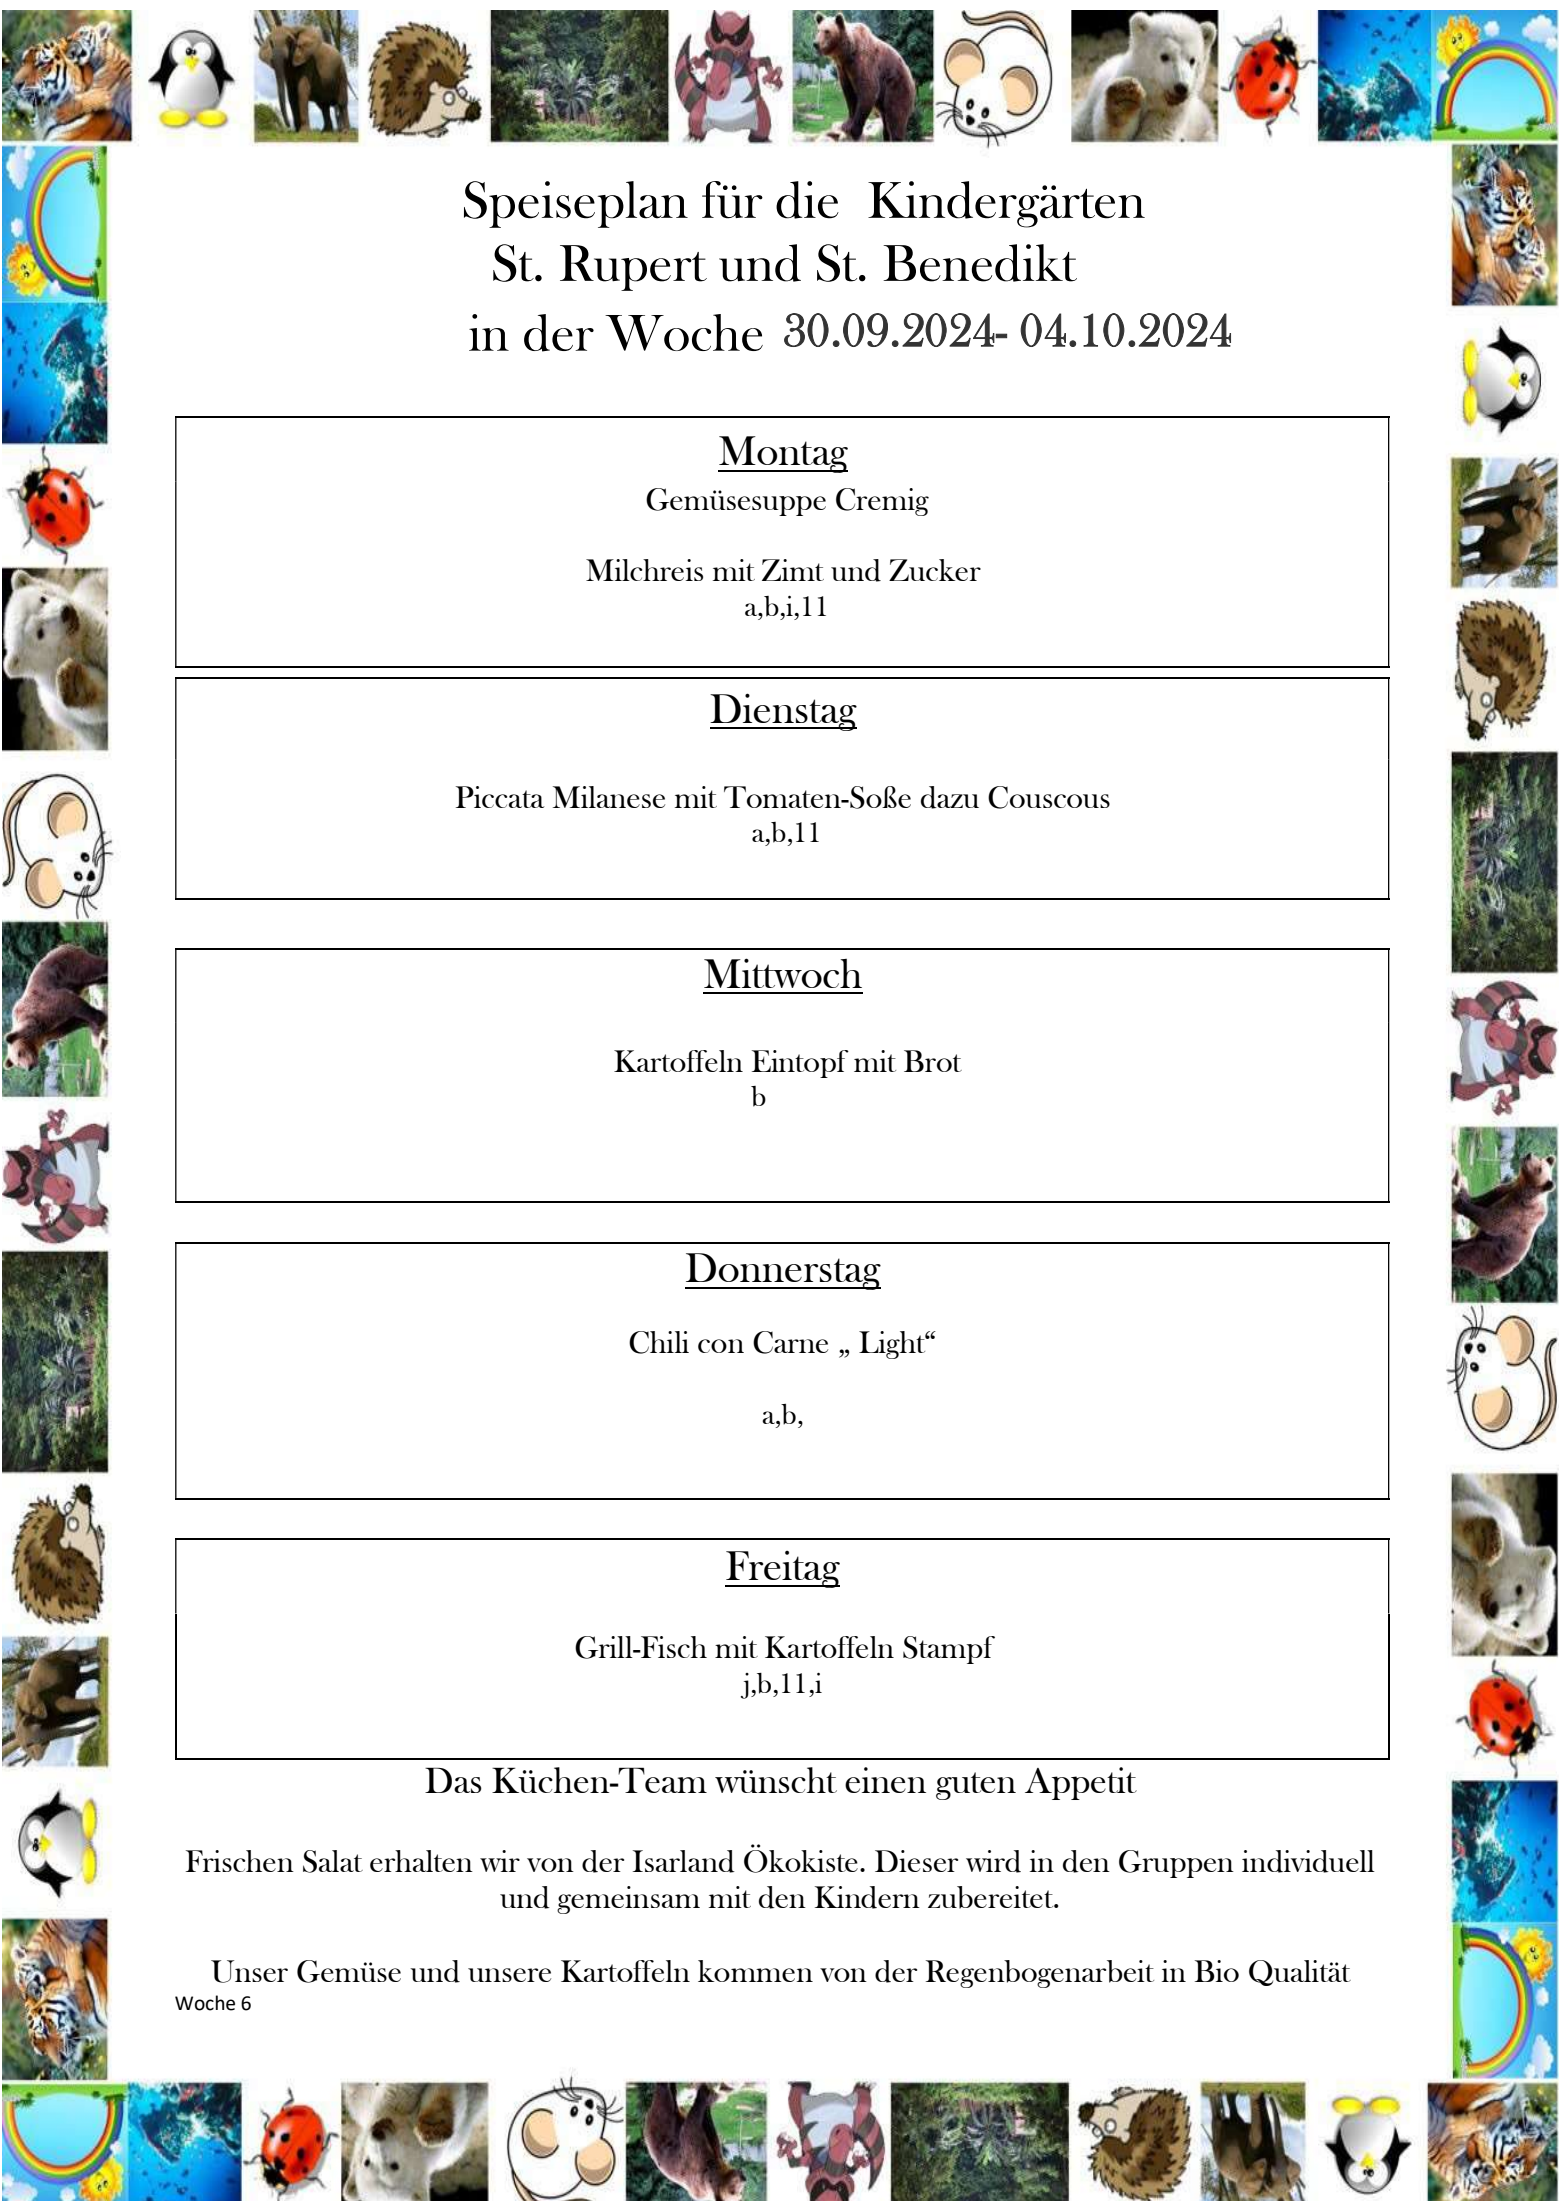 Speiseplan für die Kindergärten
St. Rupert und St. Benedikt
in der Woche 30.09.2024- 04.10.2024
Montag
Gemüsesuppe Cremig
Milchreis mit Zimt und Zucker
a,b,i,11
Dienstag
Piccata Milanese mit Tomaten-Soße dazu Couscous
a,b,11
Mittwoch
Kartoffeln Eintopf mit Brot
b
Donnerstag
Chili con Carne „ Light“
a,b,
Freitag
Grill-Fisch mit Kartoffeln Stampf
j,b,11,i
Das Küchen-Team wünscht einen guten Appetit
Frischen Salat erhalten wir von der Isarland Ökokiste. Dieser wird in den Gruppen individuell
und gemeinsam mit den Kindern zubereitet.
Unser Gemüse und unsere Kartoffeln kommen von der Regenbogenarbeit in Bio Qualität
Woche 6